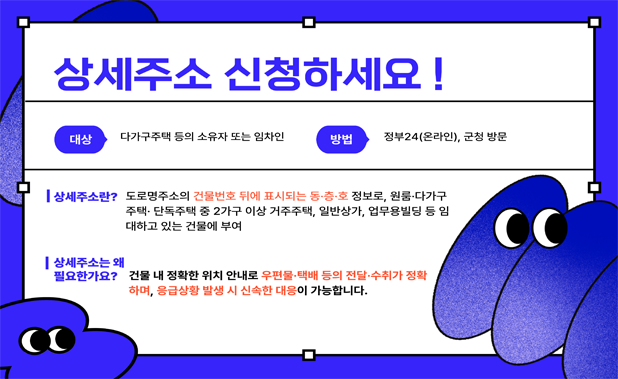 상세주소 신청하세요 !
대상 다가구주택 등의 소유자 또는 임차인 방법 정부24(온라인), 군청 방문
상세주소란? 도로명주소의 건물번호 뒤에 표시되는 동·층·호 정보로, 원룸·다가구
주택· 단독주택 중 2가구 이상 거주주택, 일반상가, 업무용빌딩 등 임
대하고 있는 건물에 부여
상세주소는 왜
필요한가요? 건물 내 정확한 위치 안내로 우편물·택배 등의 전달·수취가 정확
하며, 응급상황 발생 시 신속한 대응이 가능합니다.